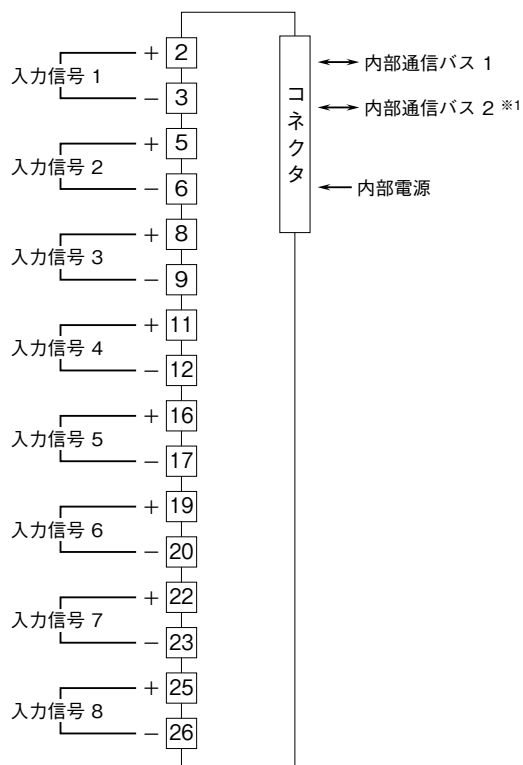 入力信号 1
+ 2
− 3
入力信号 2
+ 5
− 6
入力信号 3
+ 8
− 9
入力信号 4
+ 11
− 12
入力信号 5
+ 16
− 17
入力信号 6
+ 19
− 20
入力信号 7
+ 22
− 23
入力信号 8
+ 25
− 26
コネクタ
内部通信バス 1
内部通信バス 2 ※1
内部電源